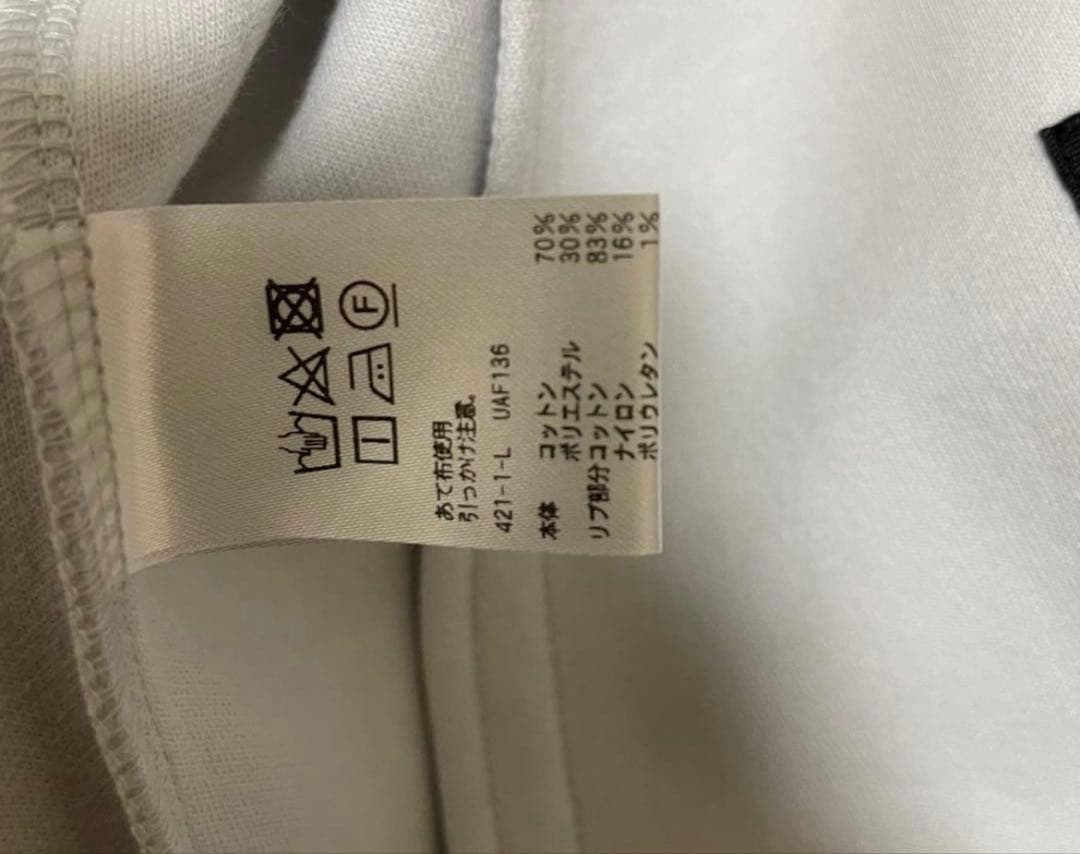 F
あて布使用
引っかけ注意。
421-1-L UAF136
本体 コットン 70%
ポリエステル 30%
リブ部分コットン 83%
ナイロン 16%
ポリウレタン 1%